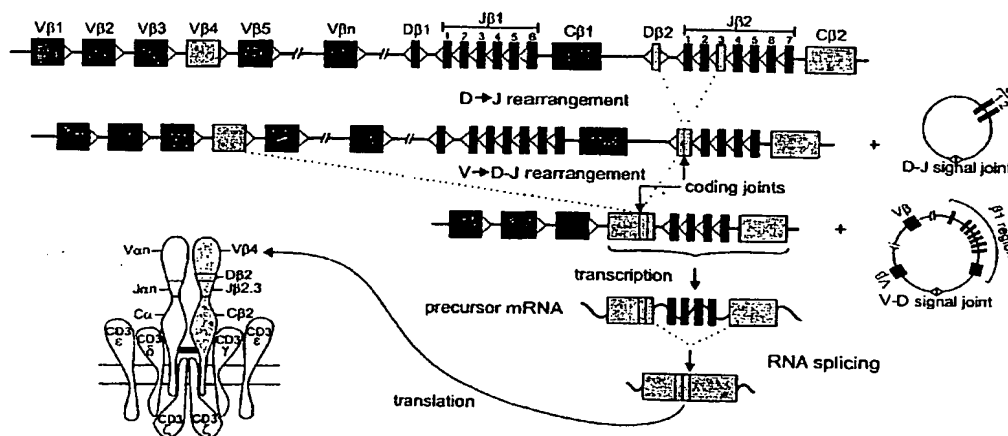 Vβ1 Vβ2 Vβ3 Vβ4 Vβ5 Vβn Dβ1 Jβ1 Cβ1 Dβ2 Jβ2 Cβ2
1 2 3 4 5 6
1 2 3 4 5 6 7
D→J rearrangement
+
D-J signal joint
V→D-J rearrangement
coding joints
+
Vβ
Vβ
V-D signal joint
transcription
precursor mRNA
RNA splicing
translation
Vαn Vβ4
Dβ2
Jαn Jβ2.3
Cα Cβ2
CD3 ε CD3 δ CD3 γ CD3 ε
CD3 ζ CD3 ζ